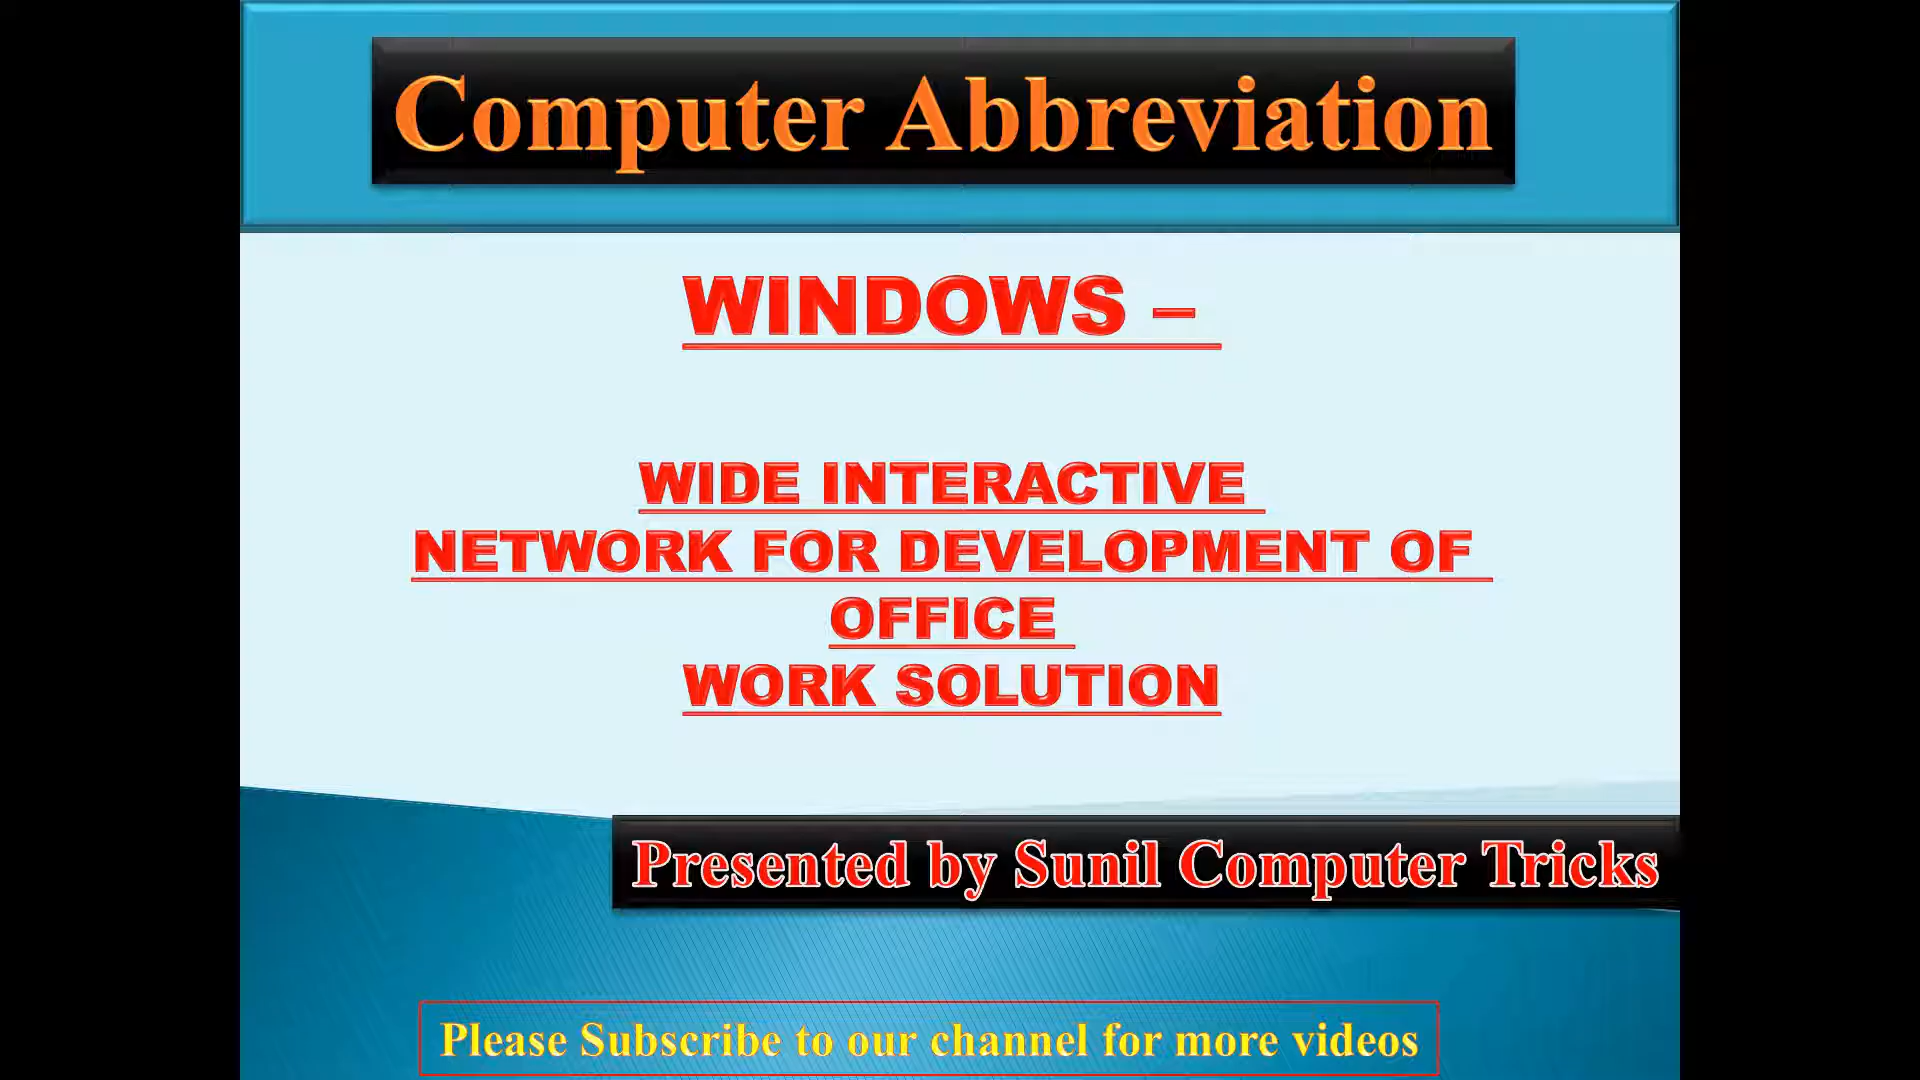 Computer Abbreviation
WINDOWS –
WIDE INTERACTIVE
NETWORK FOR DEVELOPMENT OF
OFFICE
WORK SOLUTION
Presented by Sunil Computer Tricks
Please Subscribe to our channel for more videos